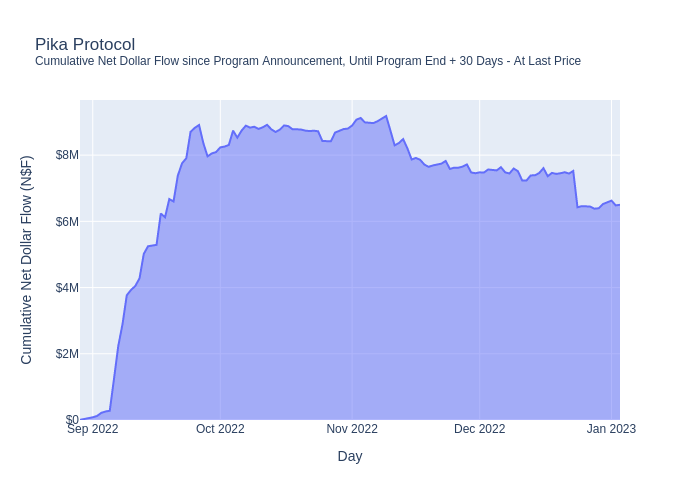 Pika Protocol
Cumulative Net Dollar Flow since Program Announcement, Until Program End + 30 Days - At Last Price
Cumulative Net Dollar Flow (N$F)
$8M
$6M
$4M
$2M
$0
Sep 2022
Oct 2022
Nov 2022
Dec 2022
Jan 2023
Day